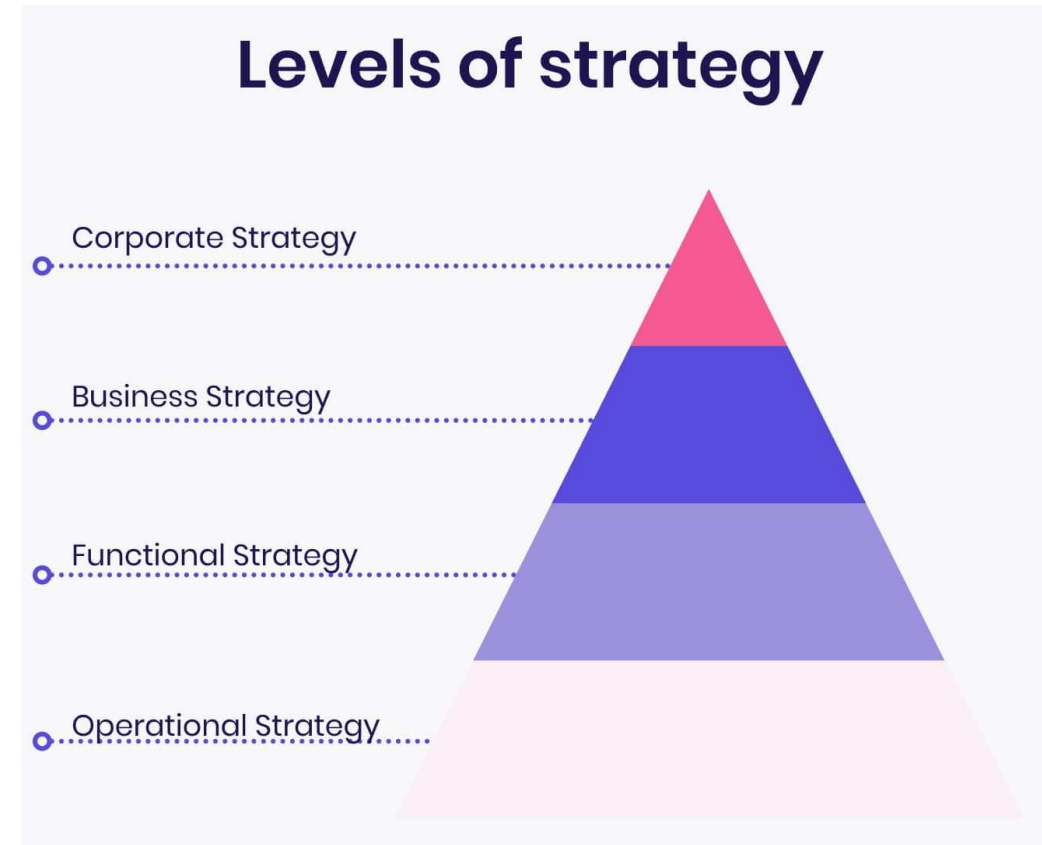 Levels of strategy
Corporate Strategy
Business Strategy
Functional Strategy
Operational Strategy